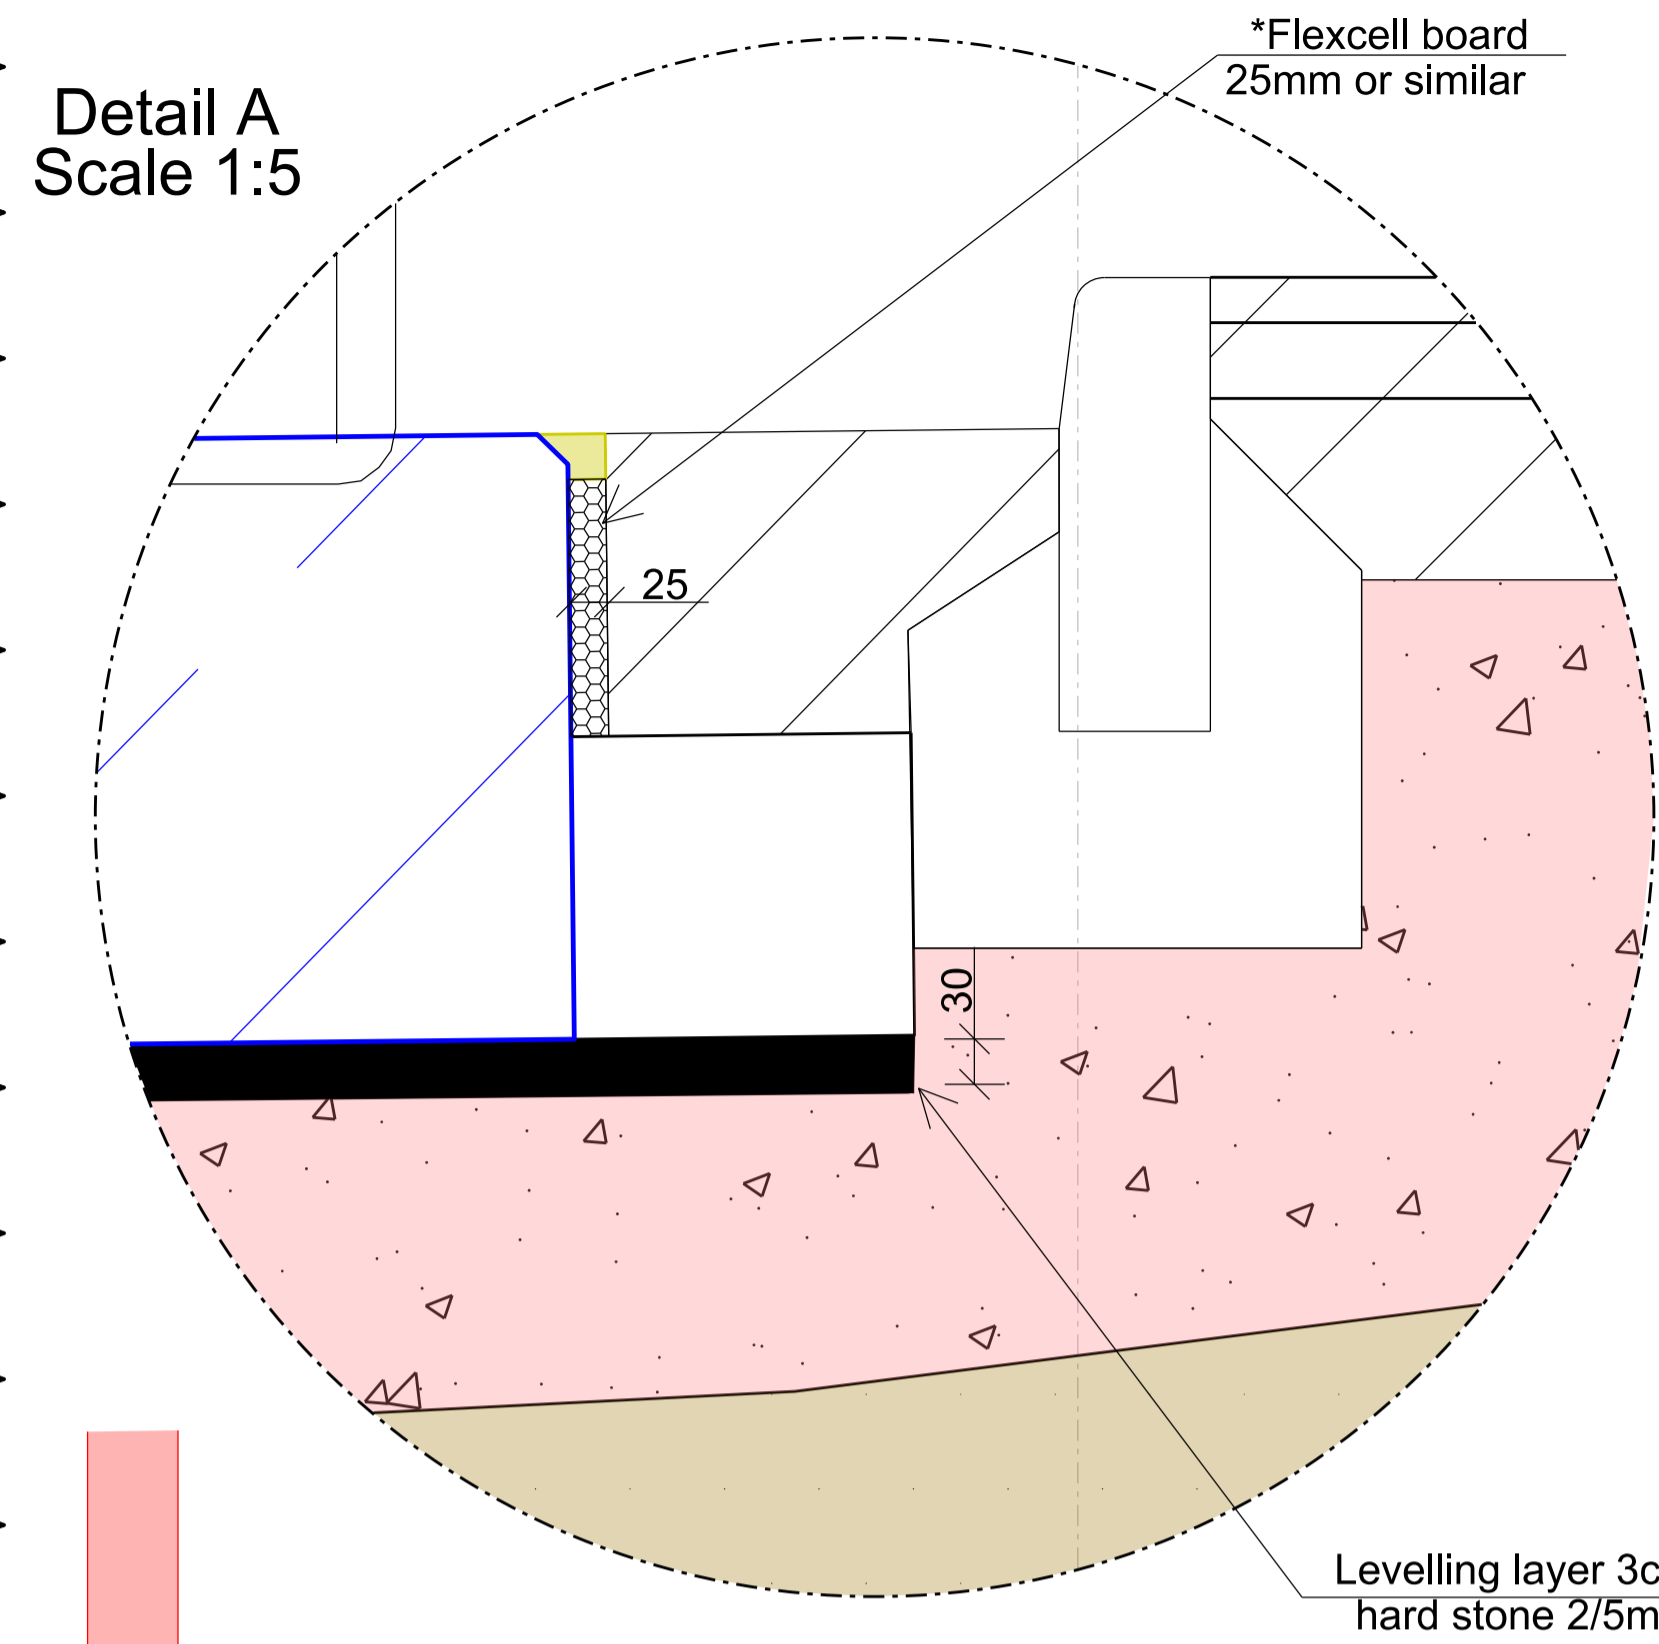 *Flexcell board
25mm or similar
Detail A
Scale 1:5
25
30
Levelling layer 3c
hard stone 2/5m